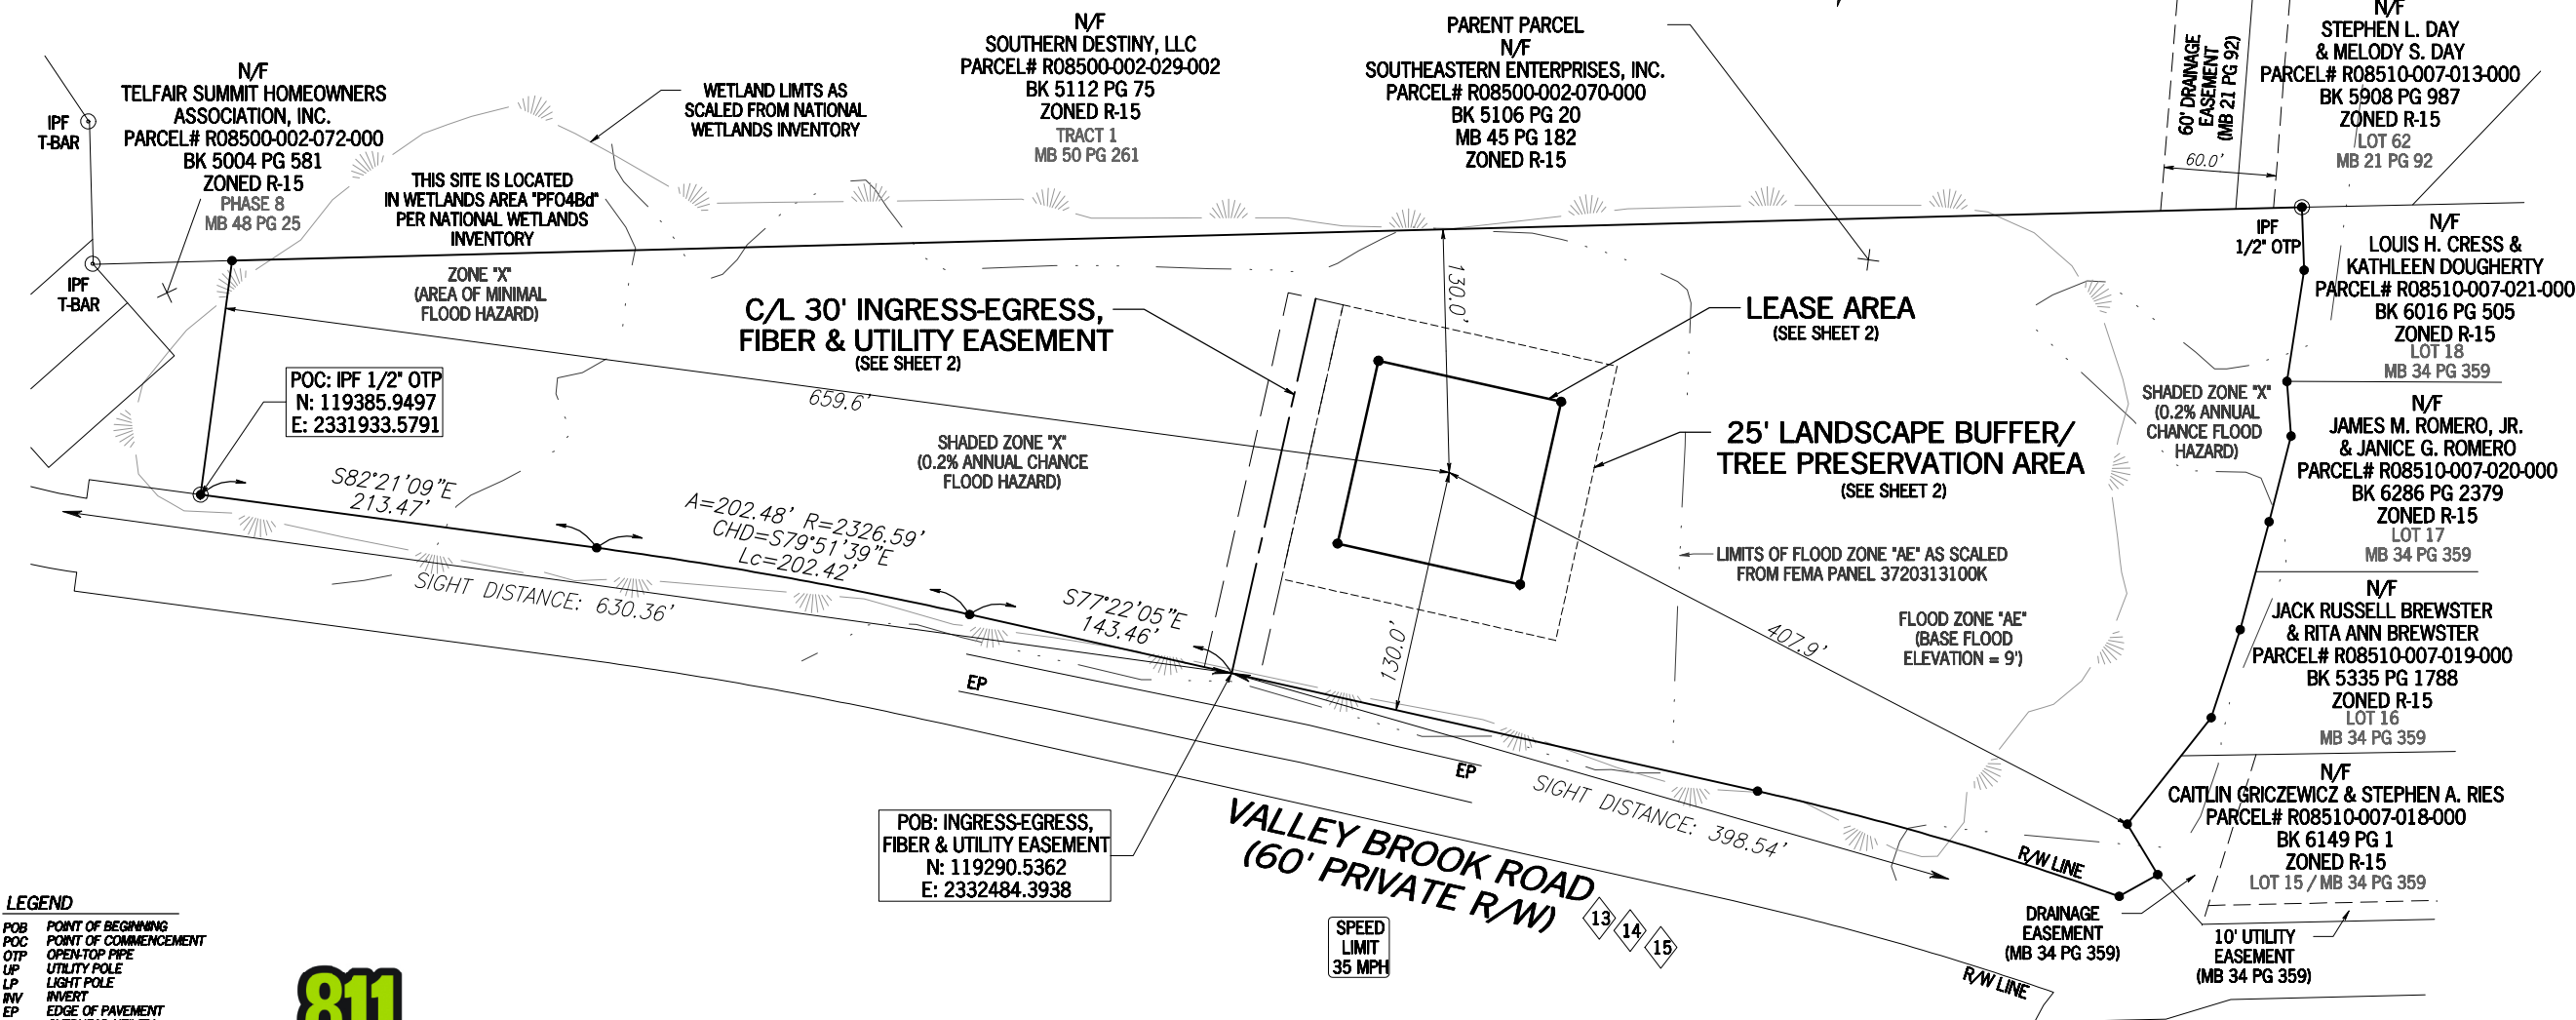 N/F
TELFAIR SUMMIT HOMEOWNERS
ASSOCIATION, INC.
PARCEL# R08500-002-072-000
BK 5004 PG 581
ZONED R-15
PHASE 8
MB 48 PG 25
IPF
T-BAR
IPF
T-BAR
WETLAND LIMTS AS
SCALED FROM NATIONAL
WETLANDS INVENTORY
THIS SITE IS LOCATED
IN WETLANDS AREA "PFO4Bd"
PER NATIONAL WETLANDS
INVENTORY
N/F
SOUTHERN DESTINY, LLC
PARCEL# R08500-002-029-002
BK 5112 PG 75
ZONED R-15
TRACT 1
MB 50 PG 261
PARENT PARCEL
N/F
SOUTHEASTERN ENTERPRISES, INC.
PARCEL# R08500-002-070-000
BK 5106 PG 20
MB 45 PG 182
ZONED R-15
60' DRAINAGE
EASEMENT
(MB 21 PG 92)
60.0'
N/F
STEPHEN L. DAY
& MELODY S. DAY
PARCEL# R08510-007-013-000
BK 5908 PG 987
ZONED R-15
LOT 62
MB 21 PG 92
IPF
1/2" OTP
N/F
LOUIS H. CRESS &
KATHLEEN DOUGHERTY
PARCEL# R08510-007-021-000
BK 6016 PG 505
ZONED R-15
LOT 18
MB 34 PG 359
ZONE "X"
(AREA OF MINIMAL
FLOOD HAZARD)
C/L 30' INGRESS-EGRESS,
FIBER & UTILITY EASEMENT
(SEE SHEET 2)
130.0'
LEASE AREA
(SEE SHEET 2)
POC: IPF 1/2" OTP
N: 119385.9497
E: 2331933.5791
659.6'
SHADED ZONE "X"
(0.2% ANNUAL CHANCE
FLOOD HAZARD)
25' LANDSCAPE BUFFER/
TREE PRESERVATION AREA
(SEE SHEET 2)
SHADED ZONE "X"
(0.2% ANNUAL
CHANCE FLOOD
HAZARD)
N/F
JAMES M. ROMERO, JR.
& JANICE G. ROMERO
PARCEL# R08510-007-020-000
BK 6286 PG 2379
ZONED R-15
LOT 17
MB 34 PG 359
S82°21'09"E
213.47'
A=202.48' R=2326.59'
CHD=S79°51'39"E
Lc=202.42'
SIGHT DISTANCE: 630.36'
S77°22'05"E
143.46'
130.0'
LIMITS OF FLOOD ZONE "AE" AS SCALED
FROM FEMA PANEL 3720313100K
407.9'
FLOOD ZONE "AE"
(BASE FLOOD
ELEVATION = 9')
N/F
JACK RUSSELL BREWSTER
& RITA ANN BREWSTER
PARCEL# R08510-007-019-000
BK 5335 PG 1788
ZONED R-15
LOT 16
MB 34 PG 359
EP
EP
SIGHT DISTANCE: 398.54'
N/F
CAITLIN GRICZEWICZ & STEPHEN A. RIES
PARCEL# R08510-007-018-000
BK 6149 PG 1
ZONED R-15
LOT 15 / MB 34 PG 359
POB: INGRESS-EGRESS,
FIBER & UTILITY EASEMENT
N: 119290.5362
E: 2332484.3938
VALLEY BROOK ROAD
(60' PRIVATE R/W)
13
14
15
SPEED
LIMIT
35 MPH
R/W LINE
R/W LINE
DRAINAGE
EASEMENT
(MB 34 PG 359)
10' UTILITY
EASEMENT
(MB 34 PG 359)
LEGEND
POB POINT OF BEGINNING
POC POINT OF COMMENCEMENT
OTP OPEN-TOP PIPE
UP UTILITY POLE
LP LIGHT POLE
INV INVERT
EP EDGE OF PAVEMENT
811